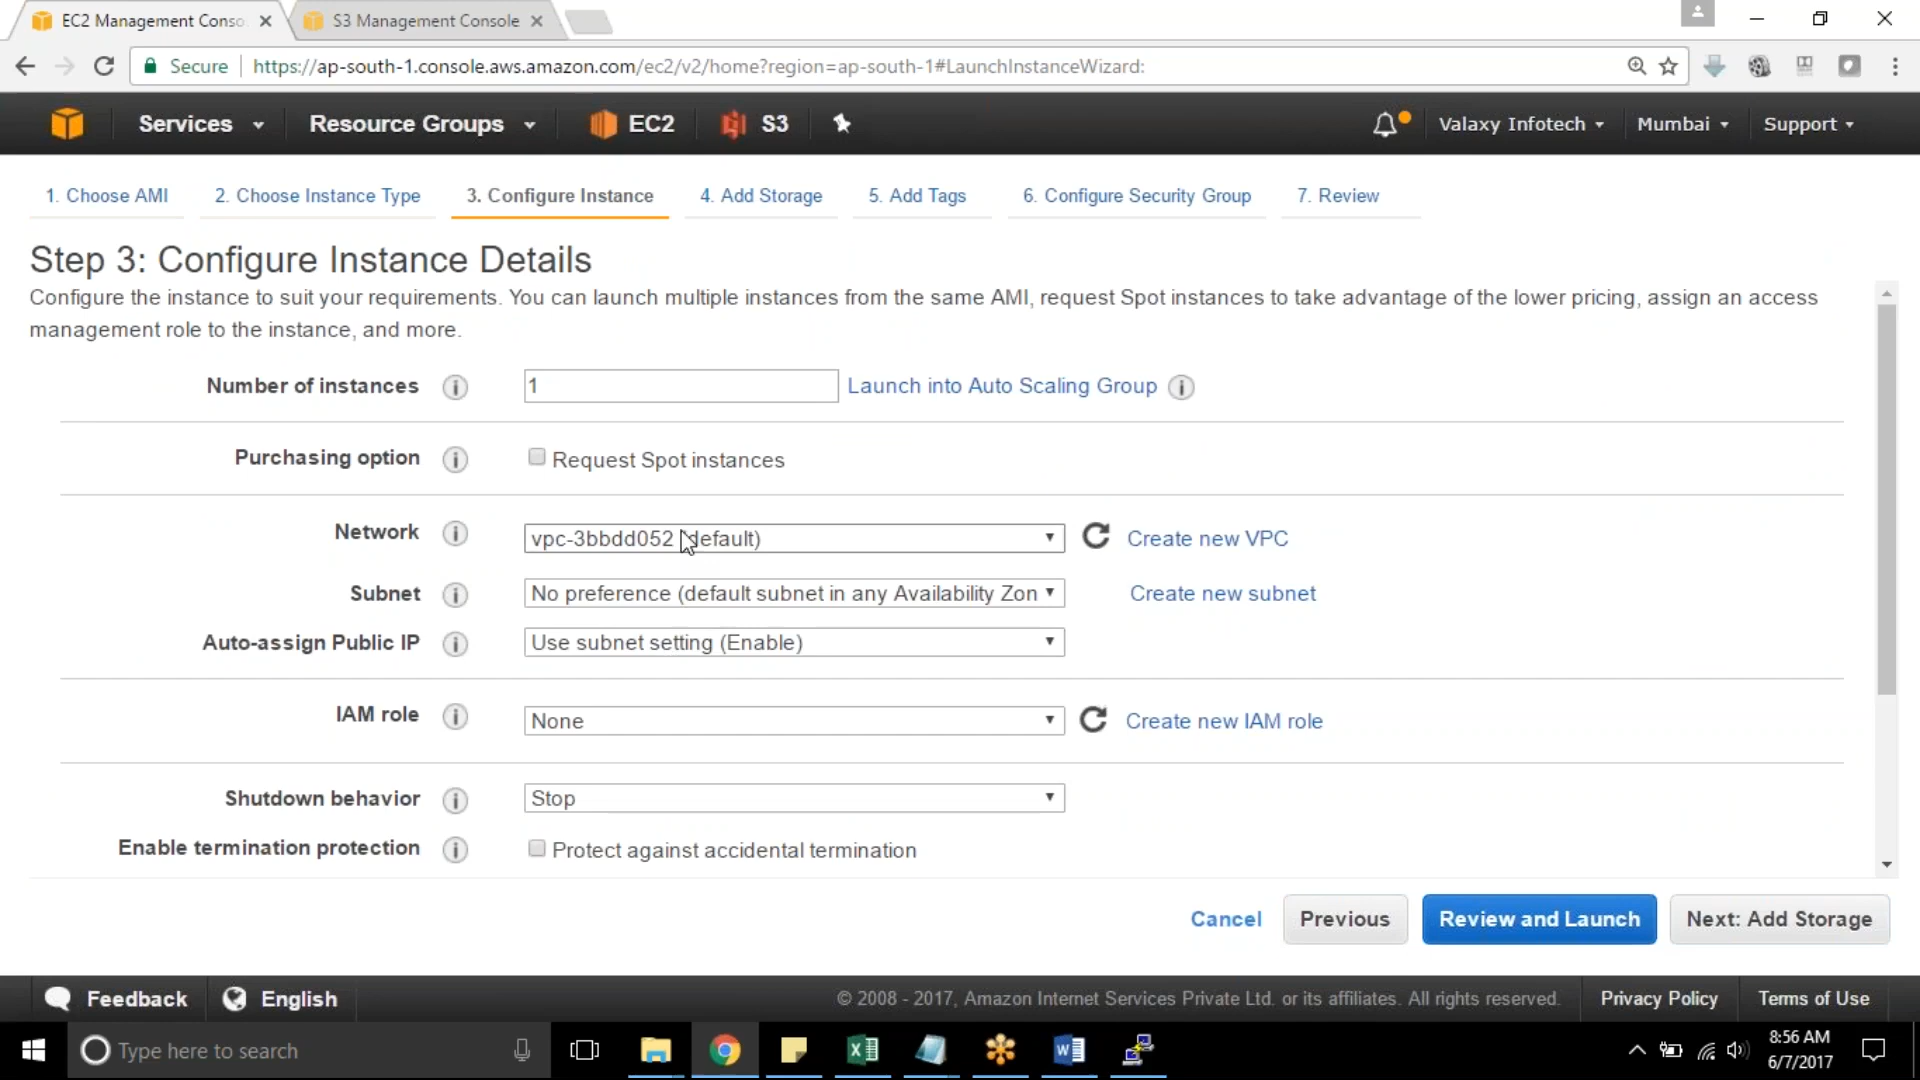 EC2 Management Conso
S3 Management Console
Secure
https://ap-south-1.console.aws.amazon.com/ec2/v2/home?region=ap-south-1#LaunchInstanceWizard:
Services
Resource Groups
EC2
S3
Valaxy Infotech
Mumbai
Support
1. Choose AMI
2. Choose Instance Type
3. Configure Instance
4. Add Storage
5. Add Tags
6. Configure Security Group
7. Review
Step 3: Configure Instance Details
Configure the instance to suit your requirements. You can launch multiple instances from the same AMI, request Spot instances to take advantage of the lower pricing, assign an access
management role to the instance, and more.
Number of instances
1
Launch into Auto Scaling Group
Purchasing option
Request Spot instances
Network
vpc-3bbdd052 (default)
Create new VPC
Subnet
No preference (default subnet in any Availability Zon
Create new subnet
Auto-assign Public IP
Use subnet setting (Enable)
IAM role
None
Create new IAM role
Shutdown behavior
Stop
Enable termination protection
Protect against accidental termination
Cancel
Previous
Review and Launch
Next: Add Storage
Feedback
English
© 2008 - 2017, Amazon Internet Services Private Ltd. or its affiliates. All rights reserved.
Privacy Policy
Terms of Use
Type here to search
8:56 AM
6/7/2017